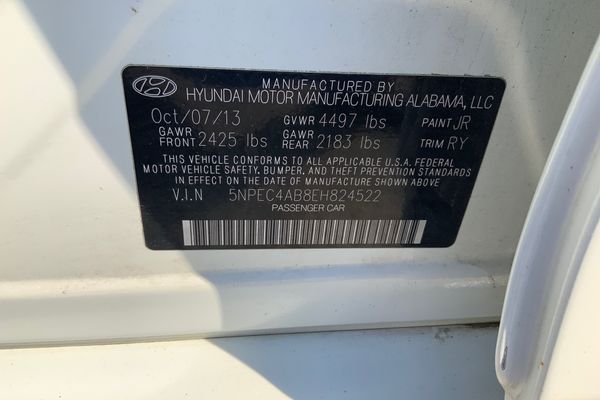 MANUFACTURED BY
HYUNDAI MOTOR MANUFACTURING ALABAMA, LLC
Oct/07/13 GVWR 4497 lbs PAINT JR
GAWR FRONT 2425 lbs GAWR REAR 2183 lbs TRIM RY
THIS VEHICLE CONFORMS TO ALL APPLICABLE U.S.A. FEDERAL
MOTOR VEHICLE SAFETY, BUMPER, AND THEFT PREVENTION STANDARDS
IN EFFECT ON THE DATE OF MANUFACTURE SHOWN ABOVE
V.I.N 5NPEC4AB8EH824522
PASSENGER CAR